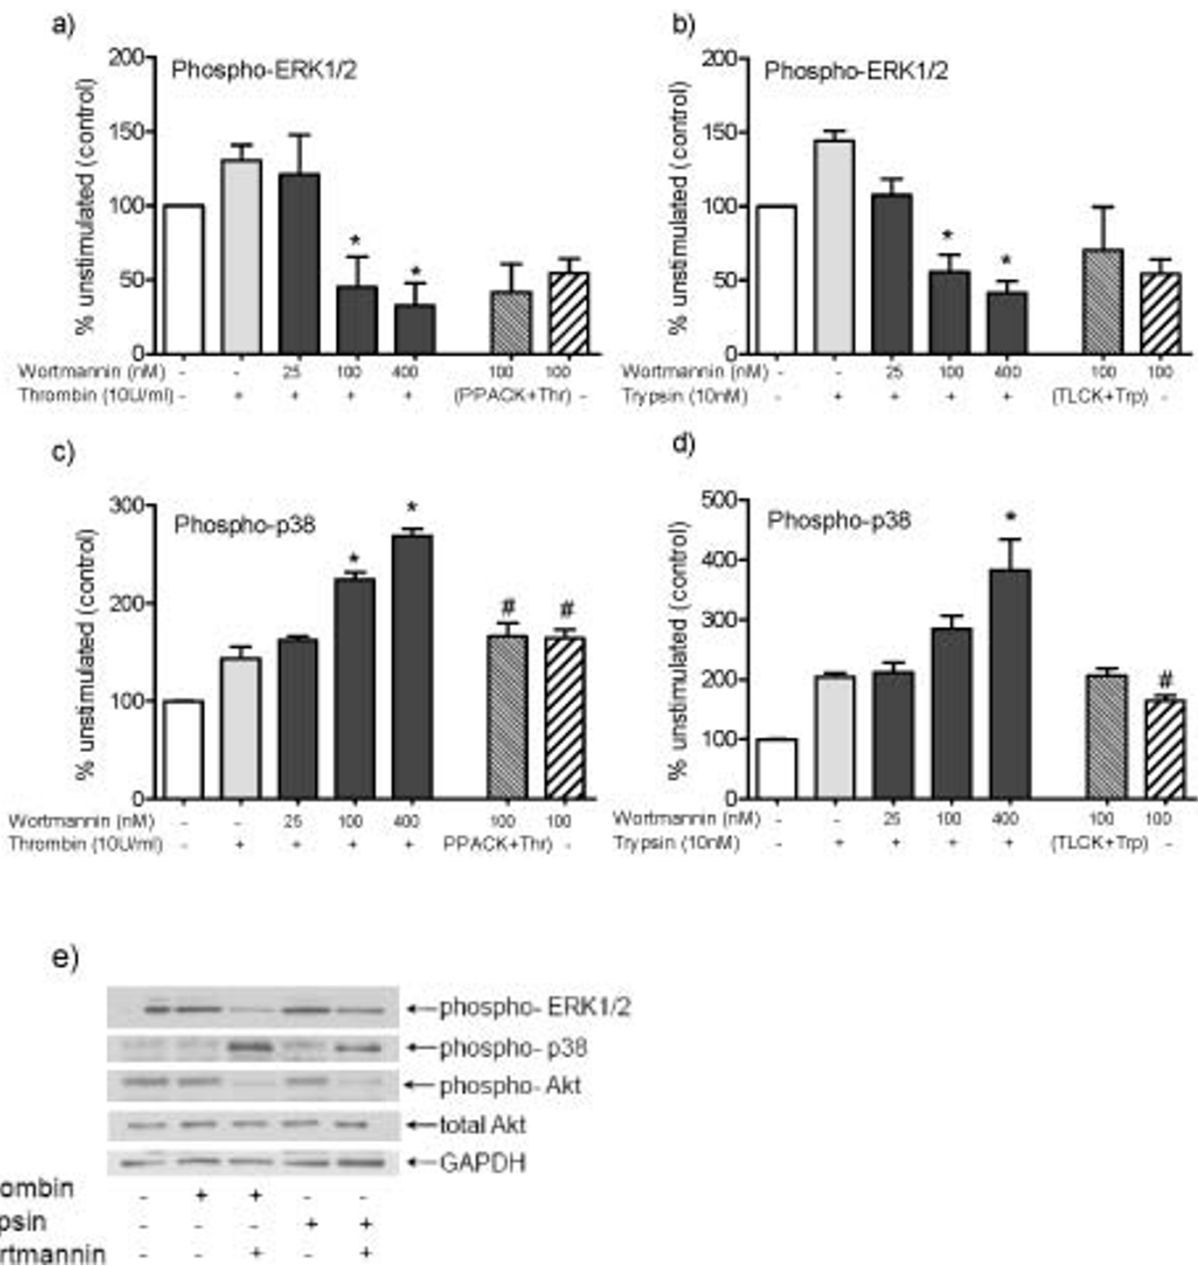 a)
Phospho-ERK1/2
% unstimulated (control)
200
150
100
50
0
* *
Wortmannin (nM) - - 25 100 400 100 100
Thrombin (10U/ml) - + + + + (PPACK+Thr) -
b)
Phospho-ERK1/2
% unstimulated (control)
200
150
100
50
0
* *
Wortmannin (nM) - - 25 100 400 100 100
Trypsin (10nM) - + + + + (TLCK+Trp) -
c)
Phospho-p38
% unstimulated (control)
300
200
100
0
* * # #
Wortmannin (nM) - - 25 100 400 100 100
Thrombin (10U/ml) - + + + + PPACK+Thr) -
d)
Phospho-p38
% unstimulated (control)
500
400
300
200
100
0
* #
Wortmannin (nM) - - 25 100 400 100 100
Trypsin (10nM) - + + + + (TLCK+Trp) -
e)
phospho- ERK1/2
phospho- p38
phospho- Akt
total Akt
GAPDH
ombin - + + - -
psin - - - + +
rtmannin - - + - +